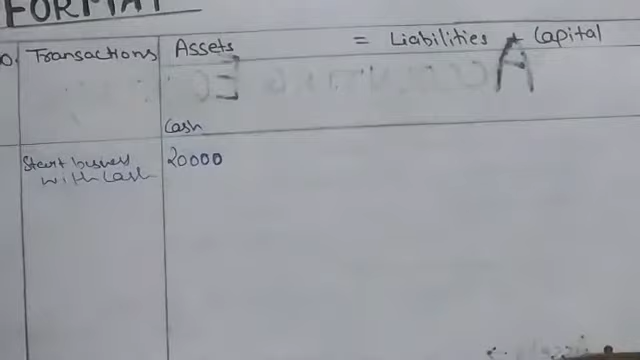 FORMAT
o. Transactions Assets = Liabilities + Capital
A
Cash
Start business 20000
with cash